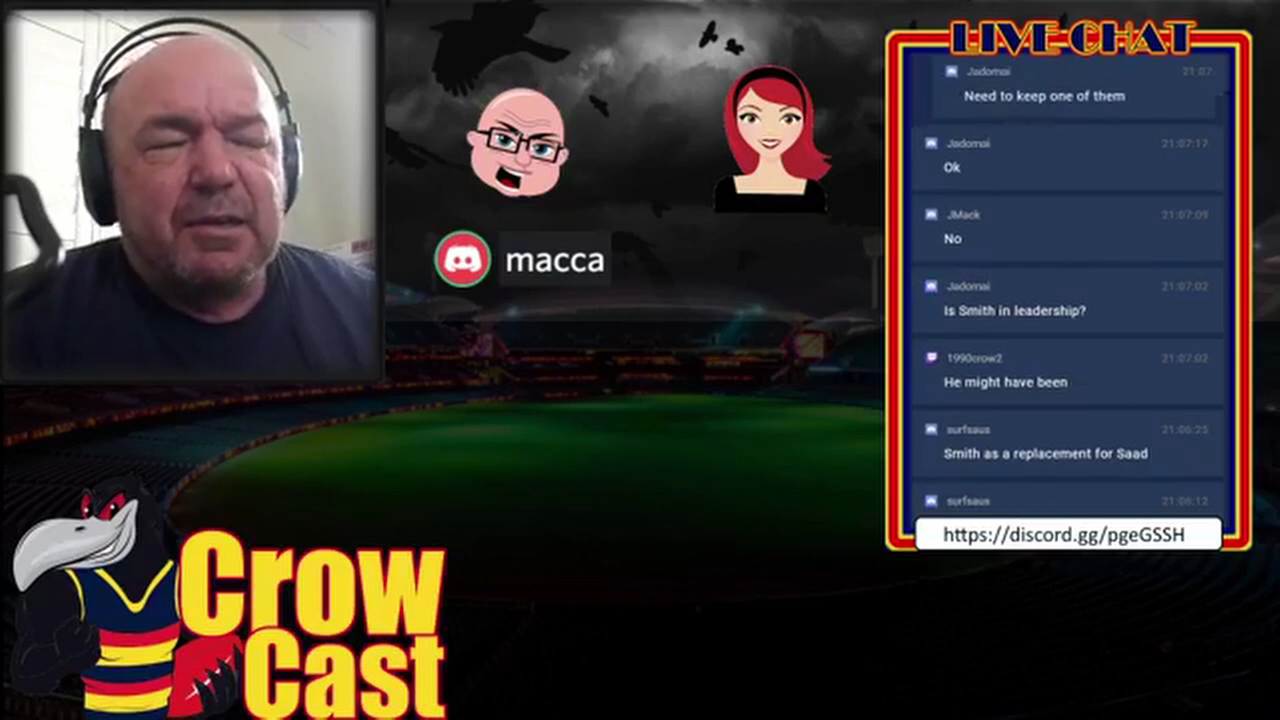 LIVE CHAT
Jadomai 21:07:
Need to keep one of them
Jadomai 21:07:17
Ok
JMack 21:07:09
No
Jadomai 21:07:02
Is Smith in leadership?
1990crow2 21:07:02
He might have been
surfsaus 21:06:25
Smith as a replacement for Saad
surfsaus 21:06:12
https://discord.gg/pgeGSSH
macca
Crow
Cast